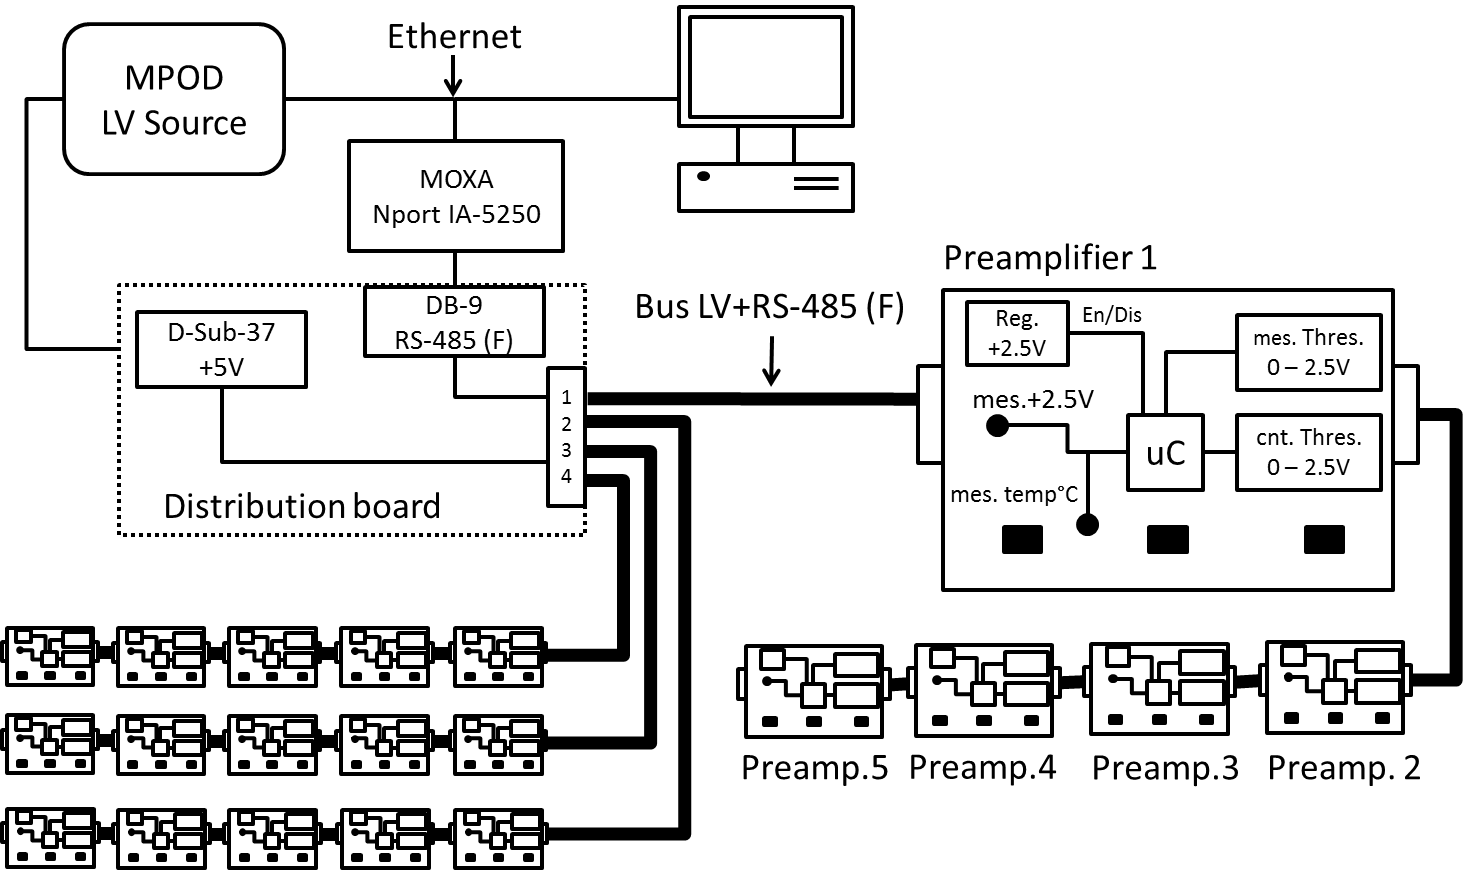 Ethernet
MPOD
LV Source
MOXA
Nport IA-5250
DB-9
RS-485 (F)
D-Sub-37
+5V
1
2
3
4
Distribution board
Bus LV+RS-485 (F)
Preamplifier 1
Reg.
+2.5V
En/Dis
mes. Thres.
0 – 2.5V
mes.+2.5V
uC
cnt. Thres.
0 – 2.5V
mes. temp°C
Preamp.5
Preamp.4
Preamp.3
Preamp. 2